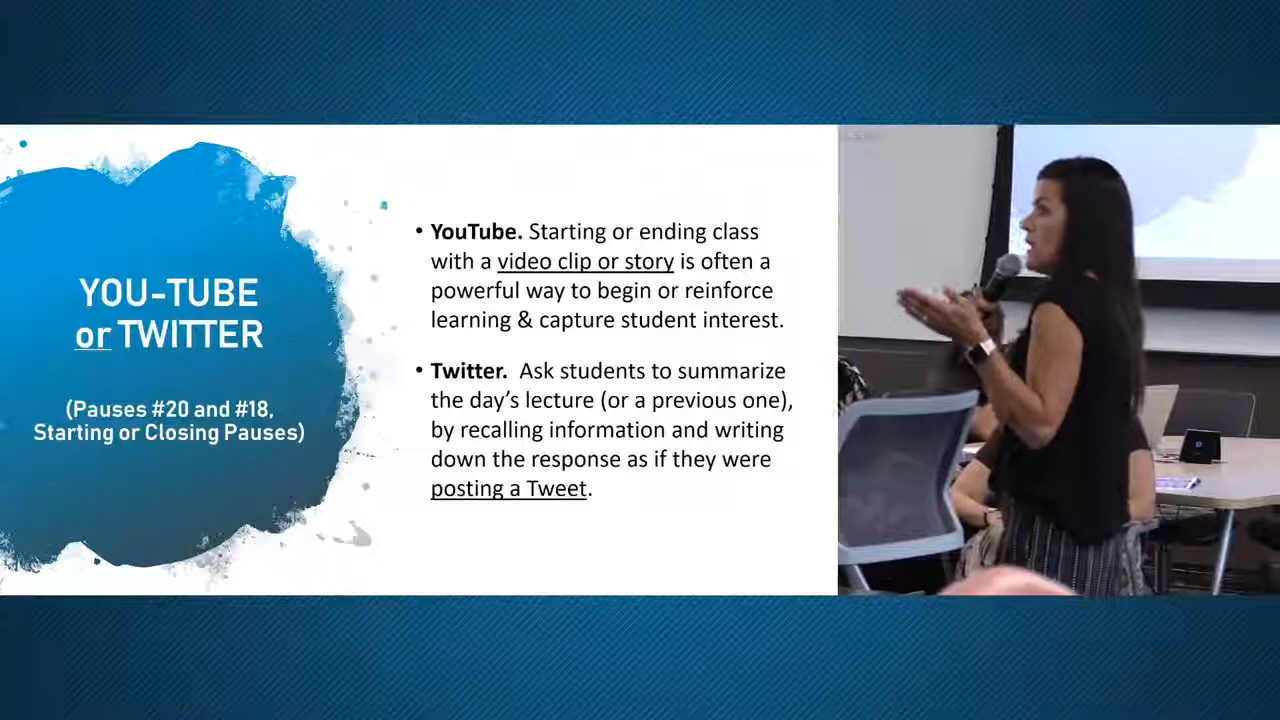 YOU-TUBE
or TWITTER
(Pauses #20 and #18,
Starting or Closing Pauses)
• YouTube. Starting or ending class
with a video clip or story is often a
powerful way to begin or reinforce
learning & capture student interest.
• Twitter.  Ask students to summarize
the day’s lecture (or a previous one),
by recalling information and writing
down the response as if they were
posting a Tweet.